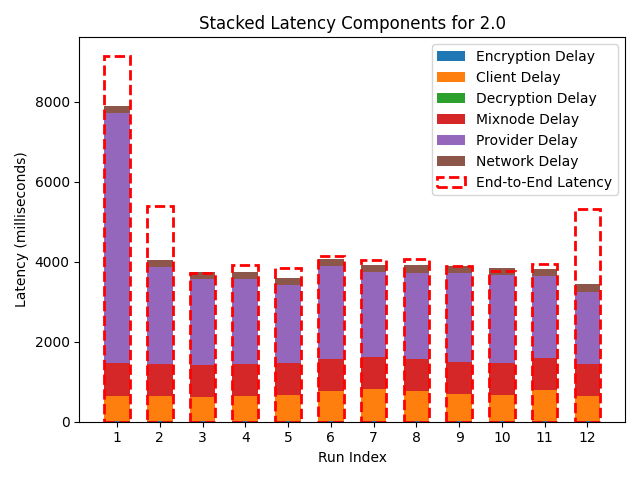 Stacked Latency Components for 2.0
Encryption Delay
Client Delay
Decryption Delay
Mixnode Delay
Provider Delay
Network Delay
End-to-End Latency
Latency (milliseconds)
8000
6000
4000
2000
0
1 2 3 4 5 6 7 8 9 10 11 12
Run Index